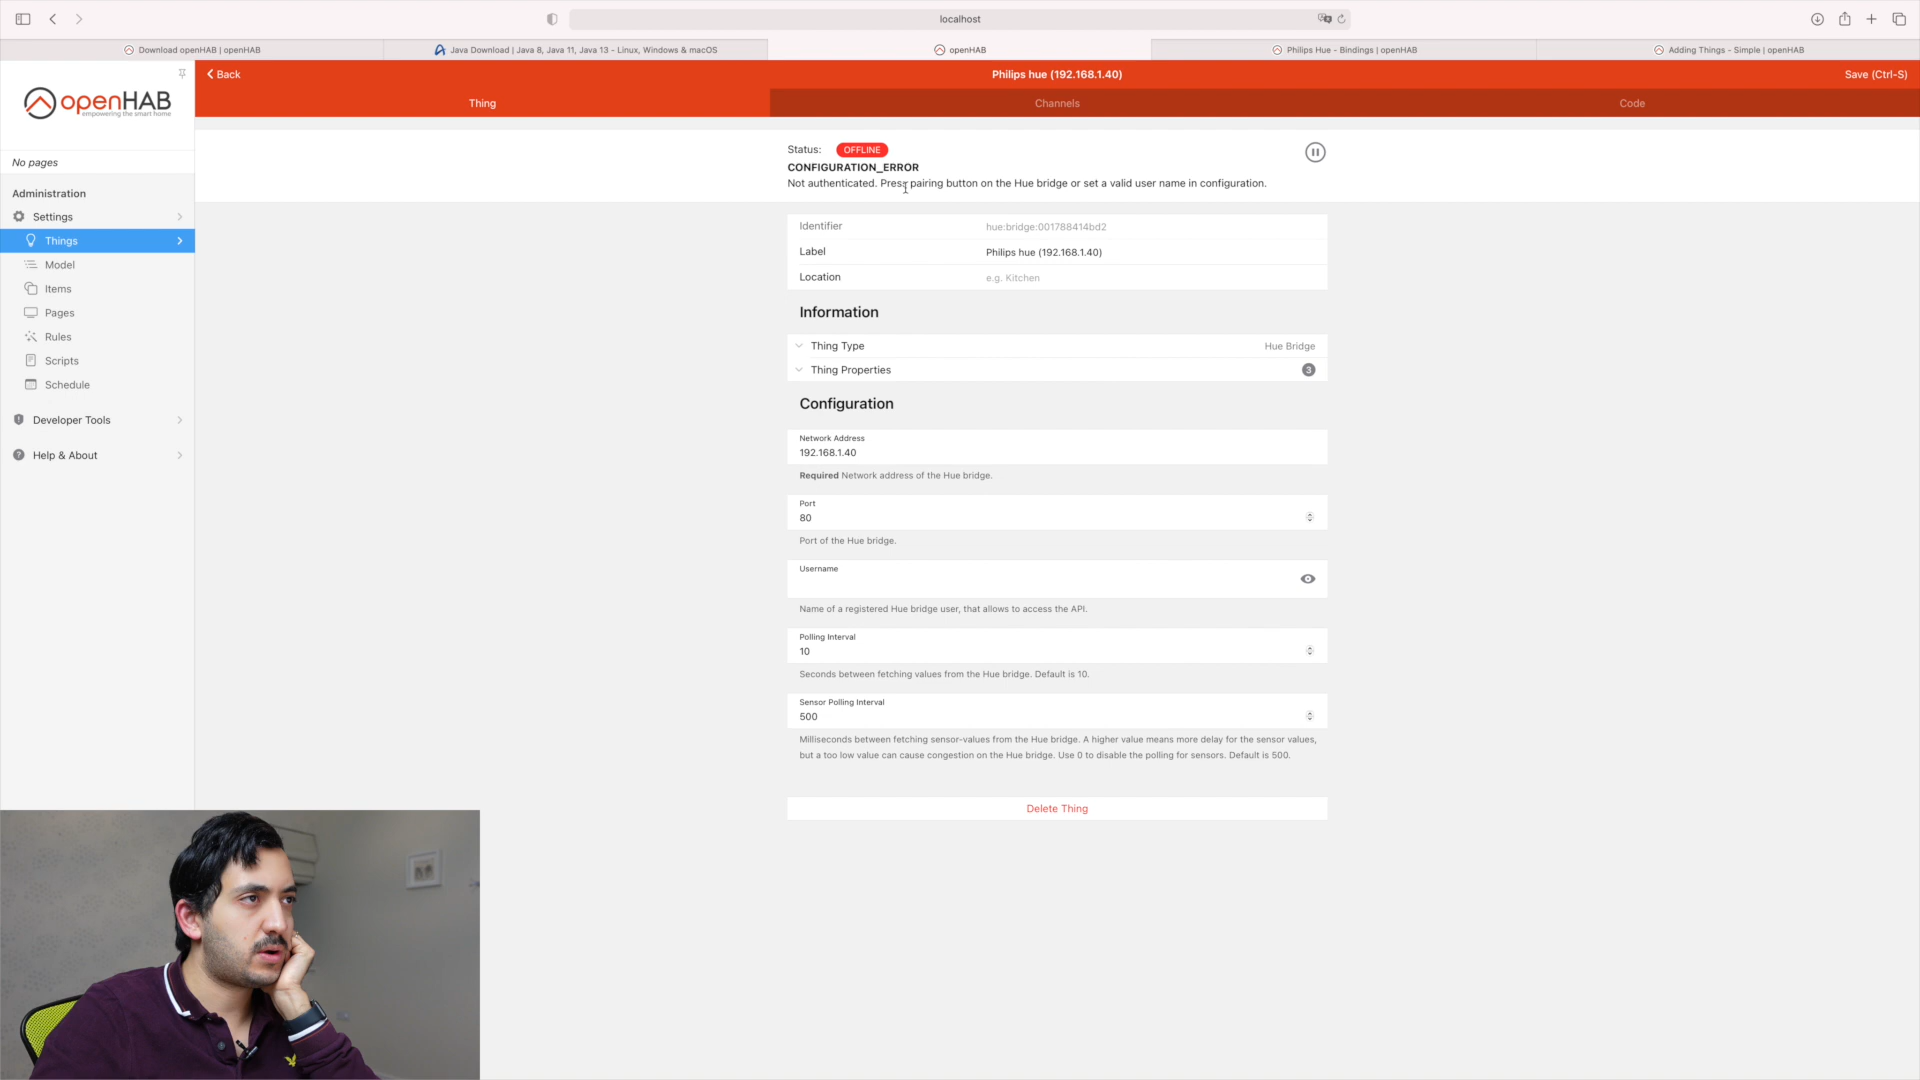 localhost
Download openHAB | openHAB
Java Download | Java 8, Java 11, Java 13 - Linux, Windows & macOS
openHAB
Philips Hue - Bindings | openHAB
Adding Things - Simple | openHAB
openHAB
empowering the smart home
Back
Philips hue (192.168.1.40)
Save (Ctrl-S)
Thing
Channels
Code
No pages
Administration
Settings
Things
Model
Items
Pages
Rules
Scripts
Schedule
Developer Tools
Help & About
Status: OFFLINE
CONFIGURATION_ERROR
Not authenticated. Press pairing button on the Hue bridge or set a valid user name in configuration.
Identifier hue:bridge:001788414bd2
Label Philips hue (192.168.1.40)
Location e.g. Kitchen
Information
Thing Type Hue Bridge
Thing Properties 3
Configuration
Network Address
192.168.1.40
Required Network address of the Hue bridge.
Port
80
Port of the Hue bridge.
Username
Name of a registered Hue bridge user, that allows to access the API.
Polling Interval
10
Seconds between fetching values from the Hue bridge. Default is 10.
Sensor Polling Interval
500
Milliseconds between fetching sensor-values from the Hue bridge. A higher value means more delay for the sensor values,
but a too low value can cause congestion on the Hue bridge. Use 0 to disable the polling for sensors. Default is 500.
Delete Thing